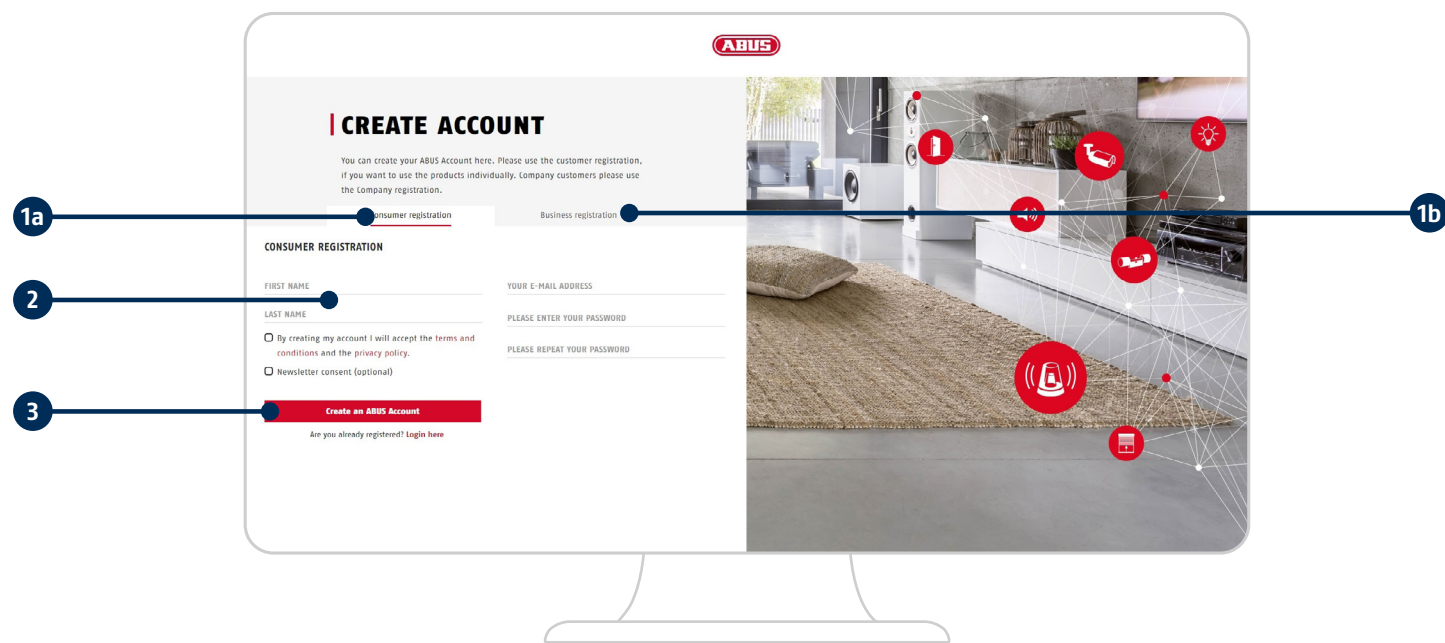 ABUS
CREATE ACCOUNT
You can create your ABUS Account here. Please use the customer registration,
if you want to use the products individually. Company customers please use
the Company registration.
1a
onsumer registration
Business registration
1b
CONSUMER REGISTRATION
2
FIRST NAME
YOUR E-MAIL ADDRESS
LAST NAME
PLEASE ENTER YOUR PASSWORD
By creating my account I will accept the terms and
conditions and the privacy policy.
PLEASE REPEAT YOUR PASSWORD
Newsletter consent (optional)
3
Create an ABUS Account
Are you already registered? Login here